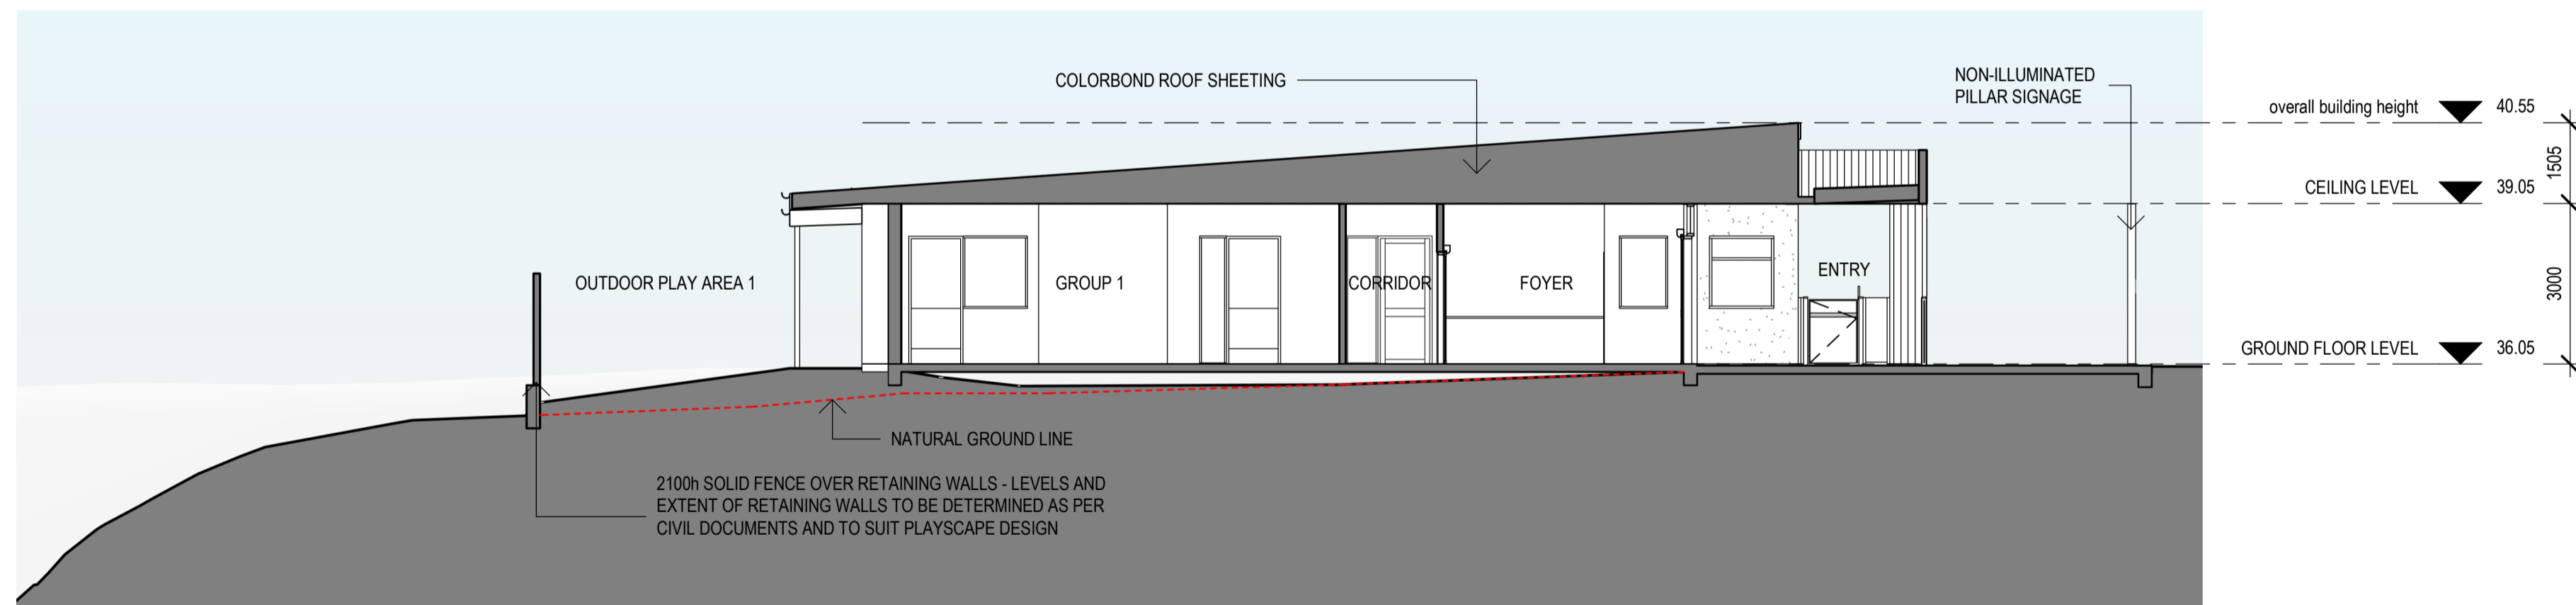 COLORBOND ROOF SHEETING
NON-ILLUMINATED
PILLAR SIGNAGE
overall building height 40.55
1505
CEILING LEVEL 39.05
OUTDOOR PLAY AREA 1
GROUP 1
CORRIDOR
FOYER
ENTRY
3000
GROUND FLOOR LEVEL 36.05
NATURAL GROUND LINE
2100h SOLID FENCE OVER RETAINING WALLS - LEVELS AND
EXTENT OF RETAINING WALLS TO BE DETERMINED AS PER
CIVIL DOCUMENTS AND TO SUIT PLAYSCAPE DESIGN